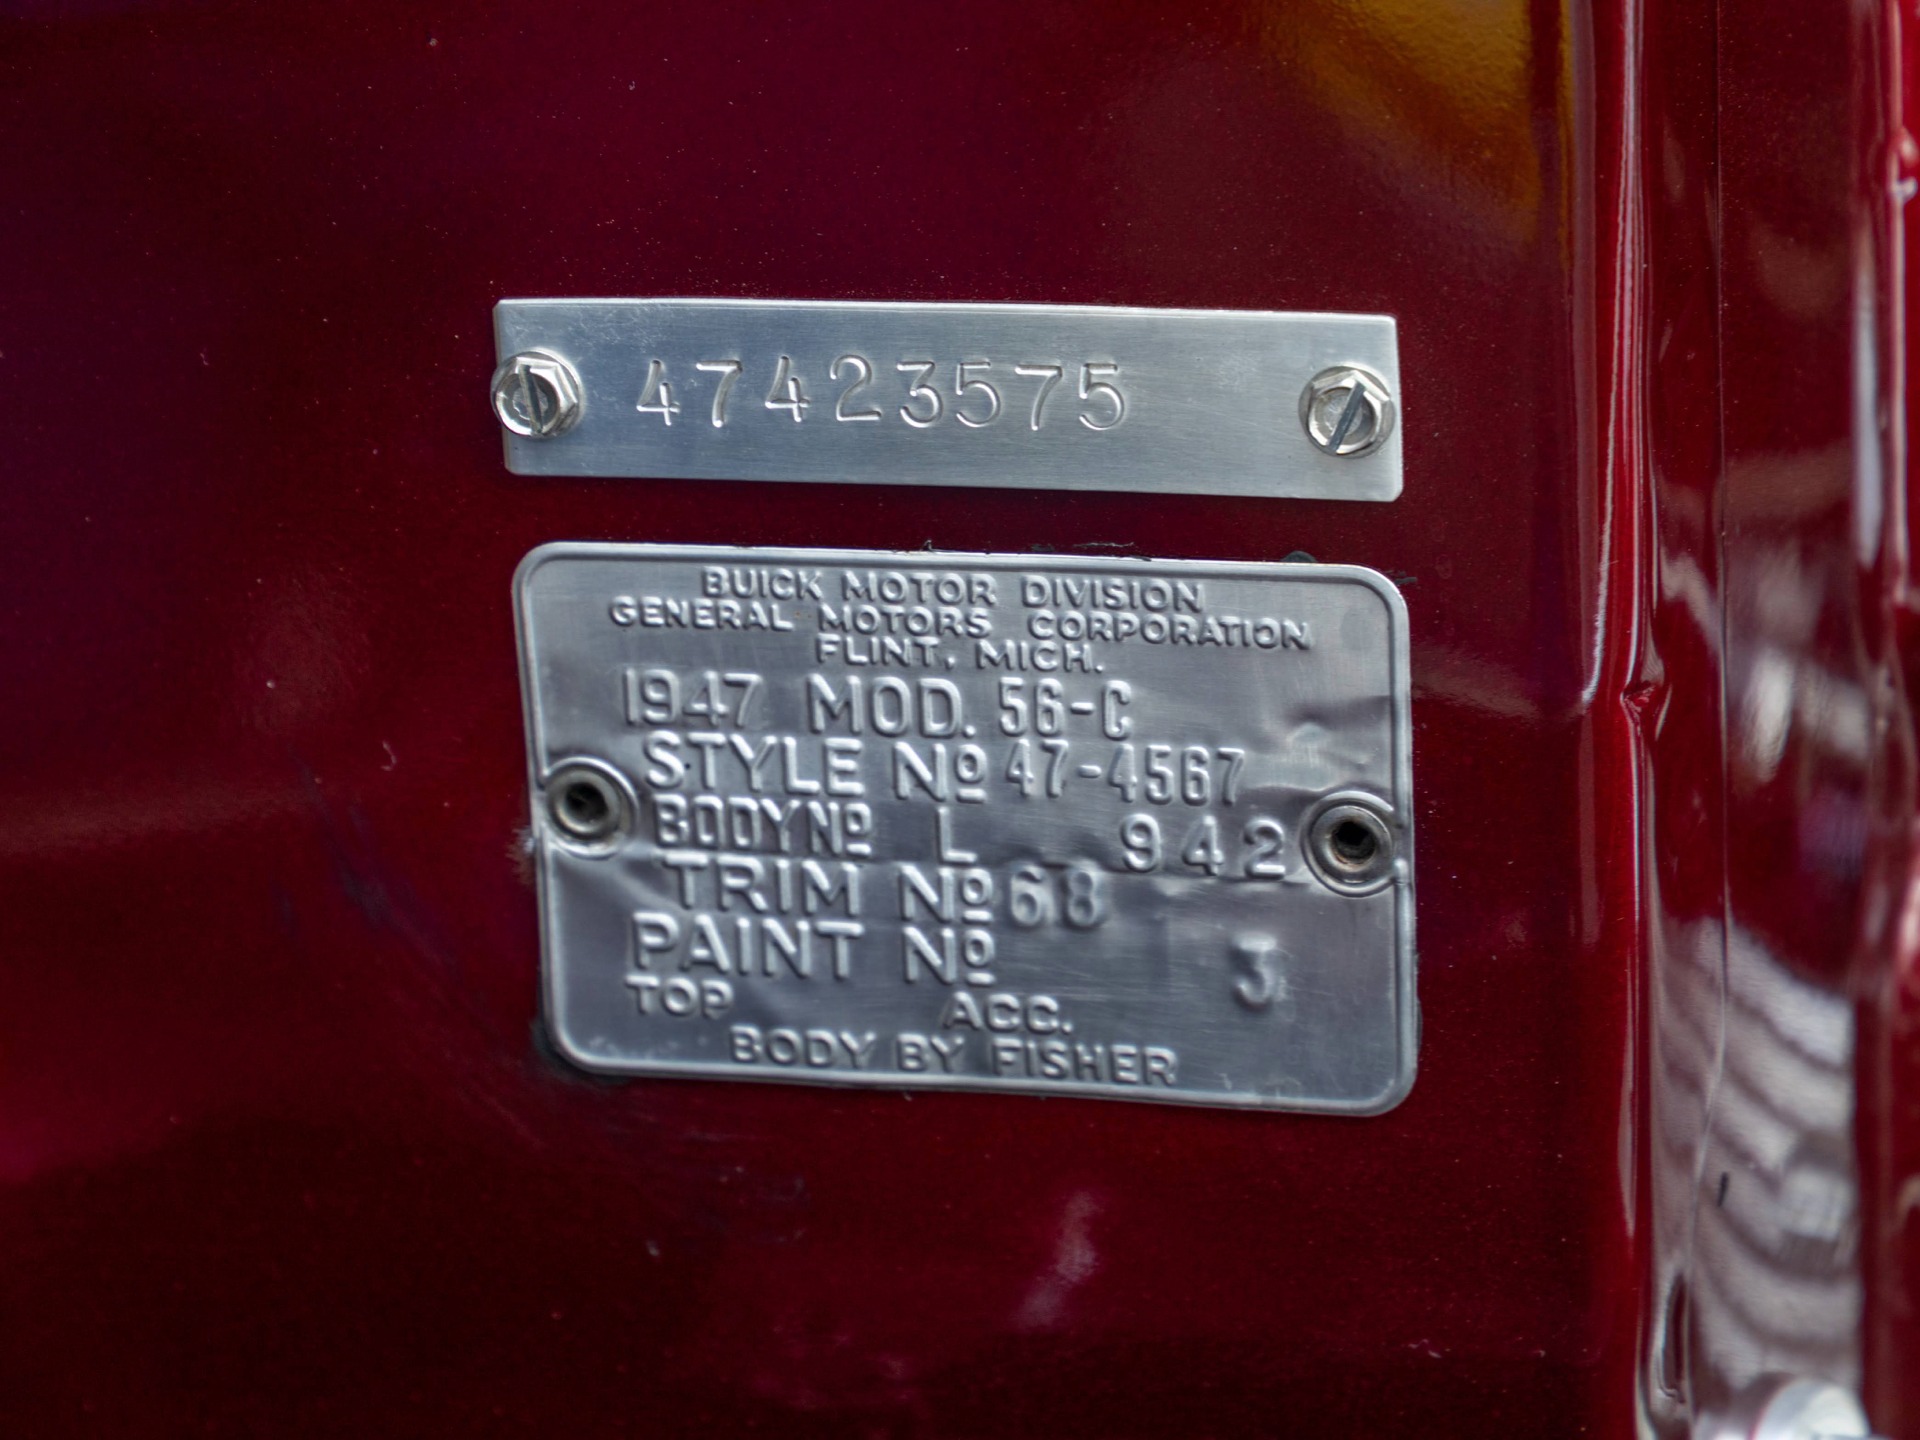 47423575
BUICK MOTOR DIVISION
GENERAL MOTORS CORPORATION
FLINT, MICH.
1947 MOD. 56-C
STYLE Nº 47-4567
BODY Nº L 942
TRIM Nº 68
PAINT Nº 3
TOP ACC.
BODY BY FISHER